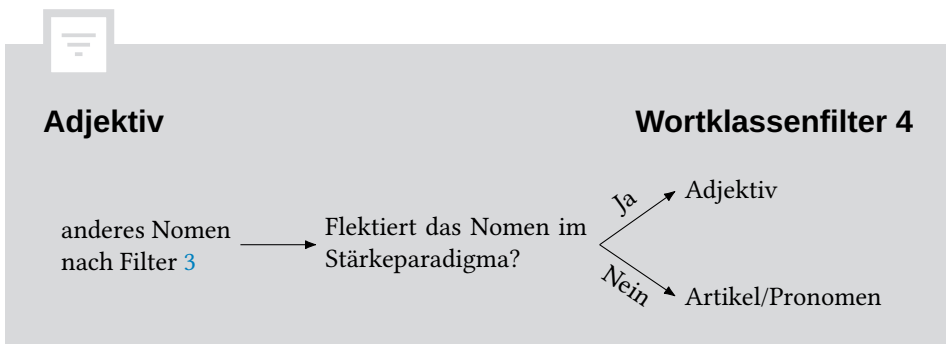 Adjektiv
Wortklassenfilter 4
anderes Nomen
nach Filter 3
Flektiert das Nomen im
Stärkeparadigma?
Ja
Adjektiv
Nein
Artikel/Pronomen